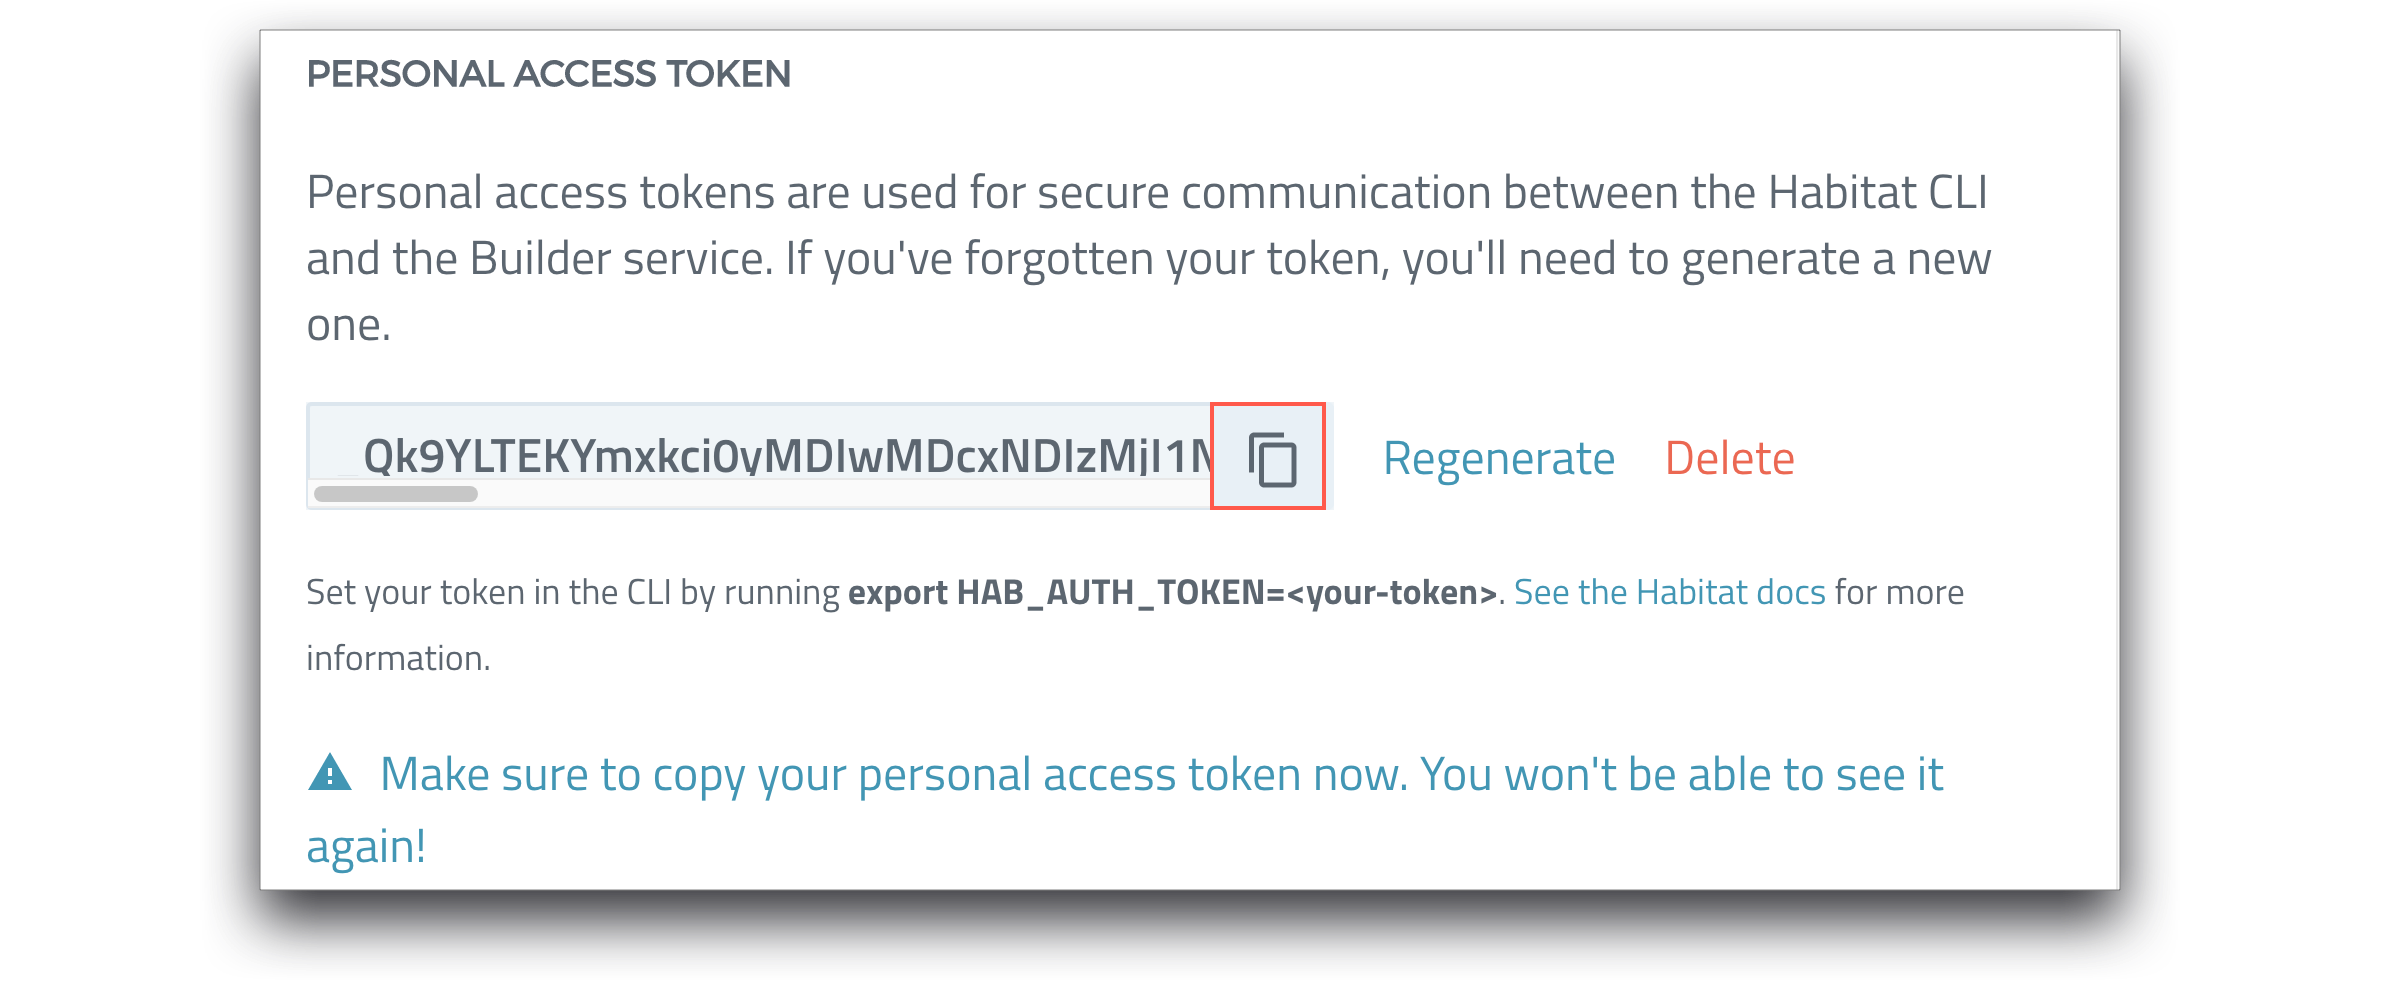 PERSONAL ACCESS TOKEN
Personal access tokens are used for secure communication between the Habitat CLI
and the Builder service. If you've forgotten your token, you'll need to generate a new
one.
Qk9YLTEKYmxkci0yMDIwMDcxNDIzMjI1M
Regenerate Delete
Set your token in the CLI by running export HAB_AUTH_TOKEN=<your-token>. See the Habitat docs for more
information.
Make sure to copy your personal access token now. You won't be able to see it
again!